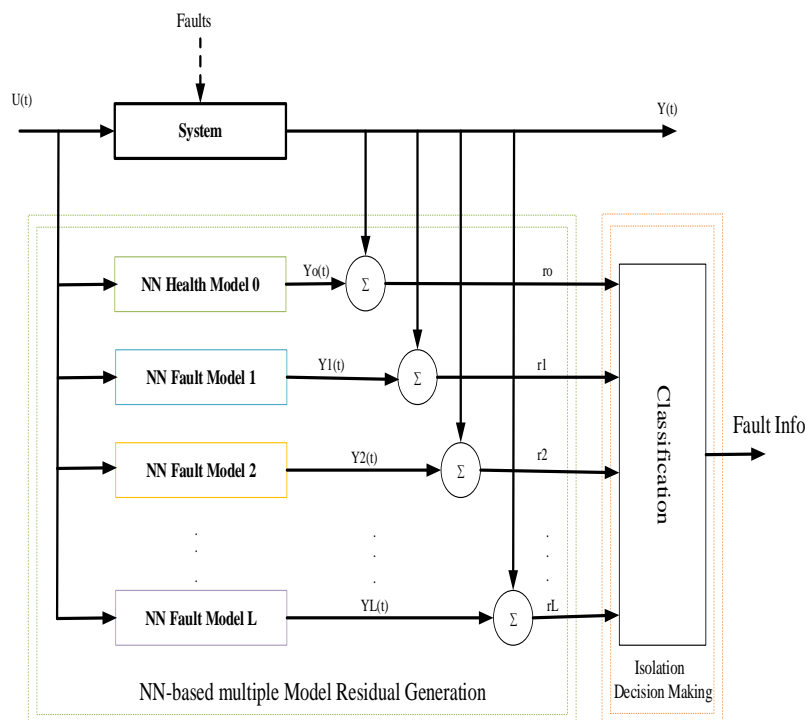 Faults
U(t)
System
Y(t)
NN Health Model 0
Yo(t)
Σ
ro
NN Fault Model 1
Y1(t)
Σ
r1
NN Fault Model 2
Y2(t)
Σ
r2
. . . .
. . . .
. . . .
NN Fault Model L
YL(t)
Σ
rL
Classification
Fault Info
NN-based multiple Model Residual Generation
Isolation
Decision Making